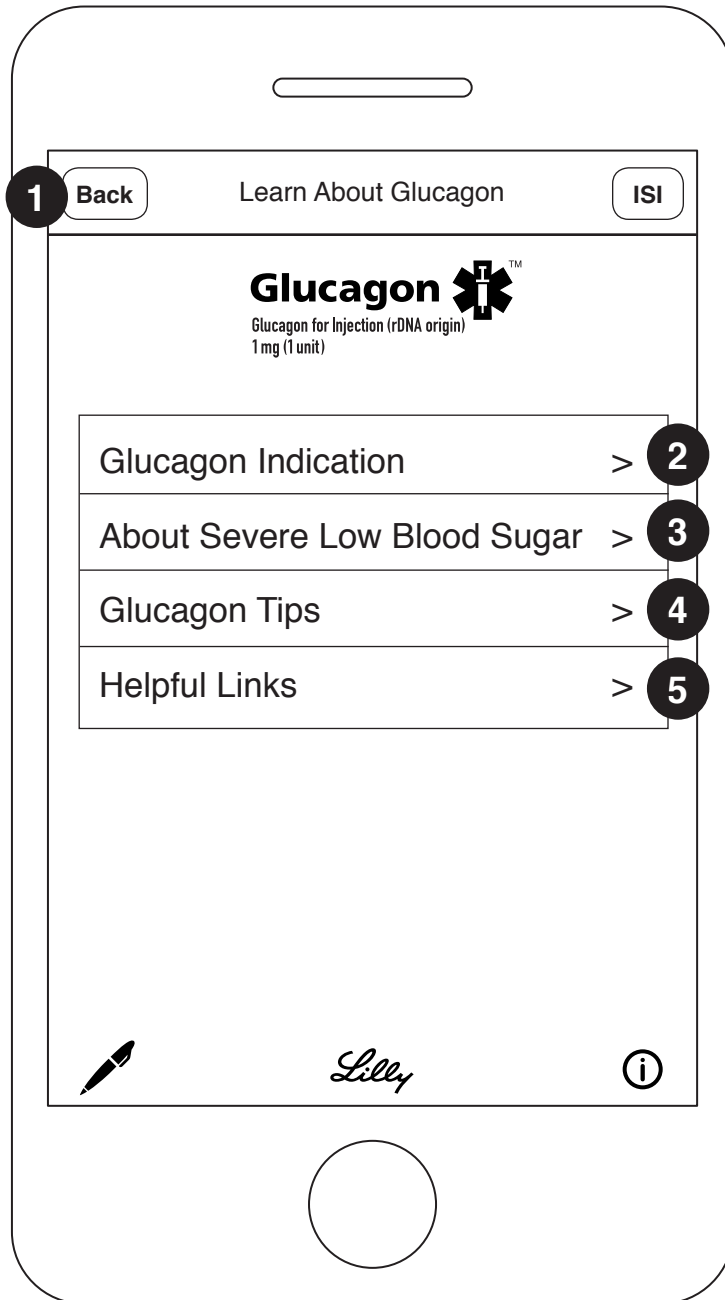 1 Back Learn About Glucagon ISI
Glucagon ™
Glucagon for Injection (rDNA origin)
1 mg (1 unit)
Glucagon Indication > 2
About Severe Low Blood Sugar > 3
Glucagon Tips > 4
Helpful Links > 5
Lilly i